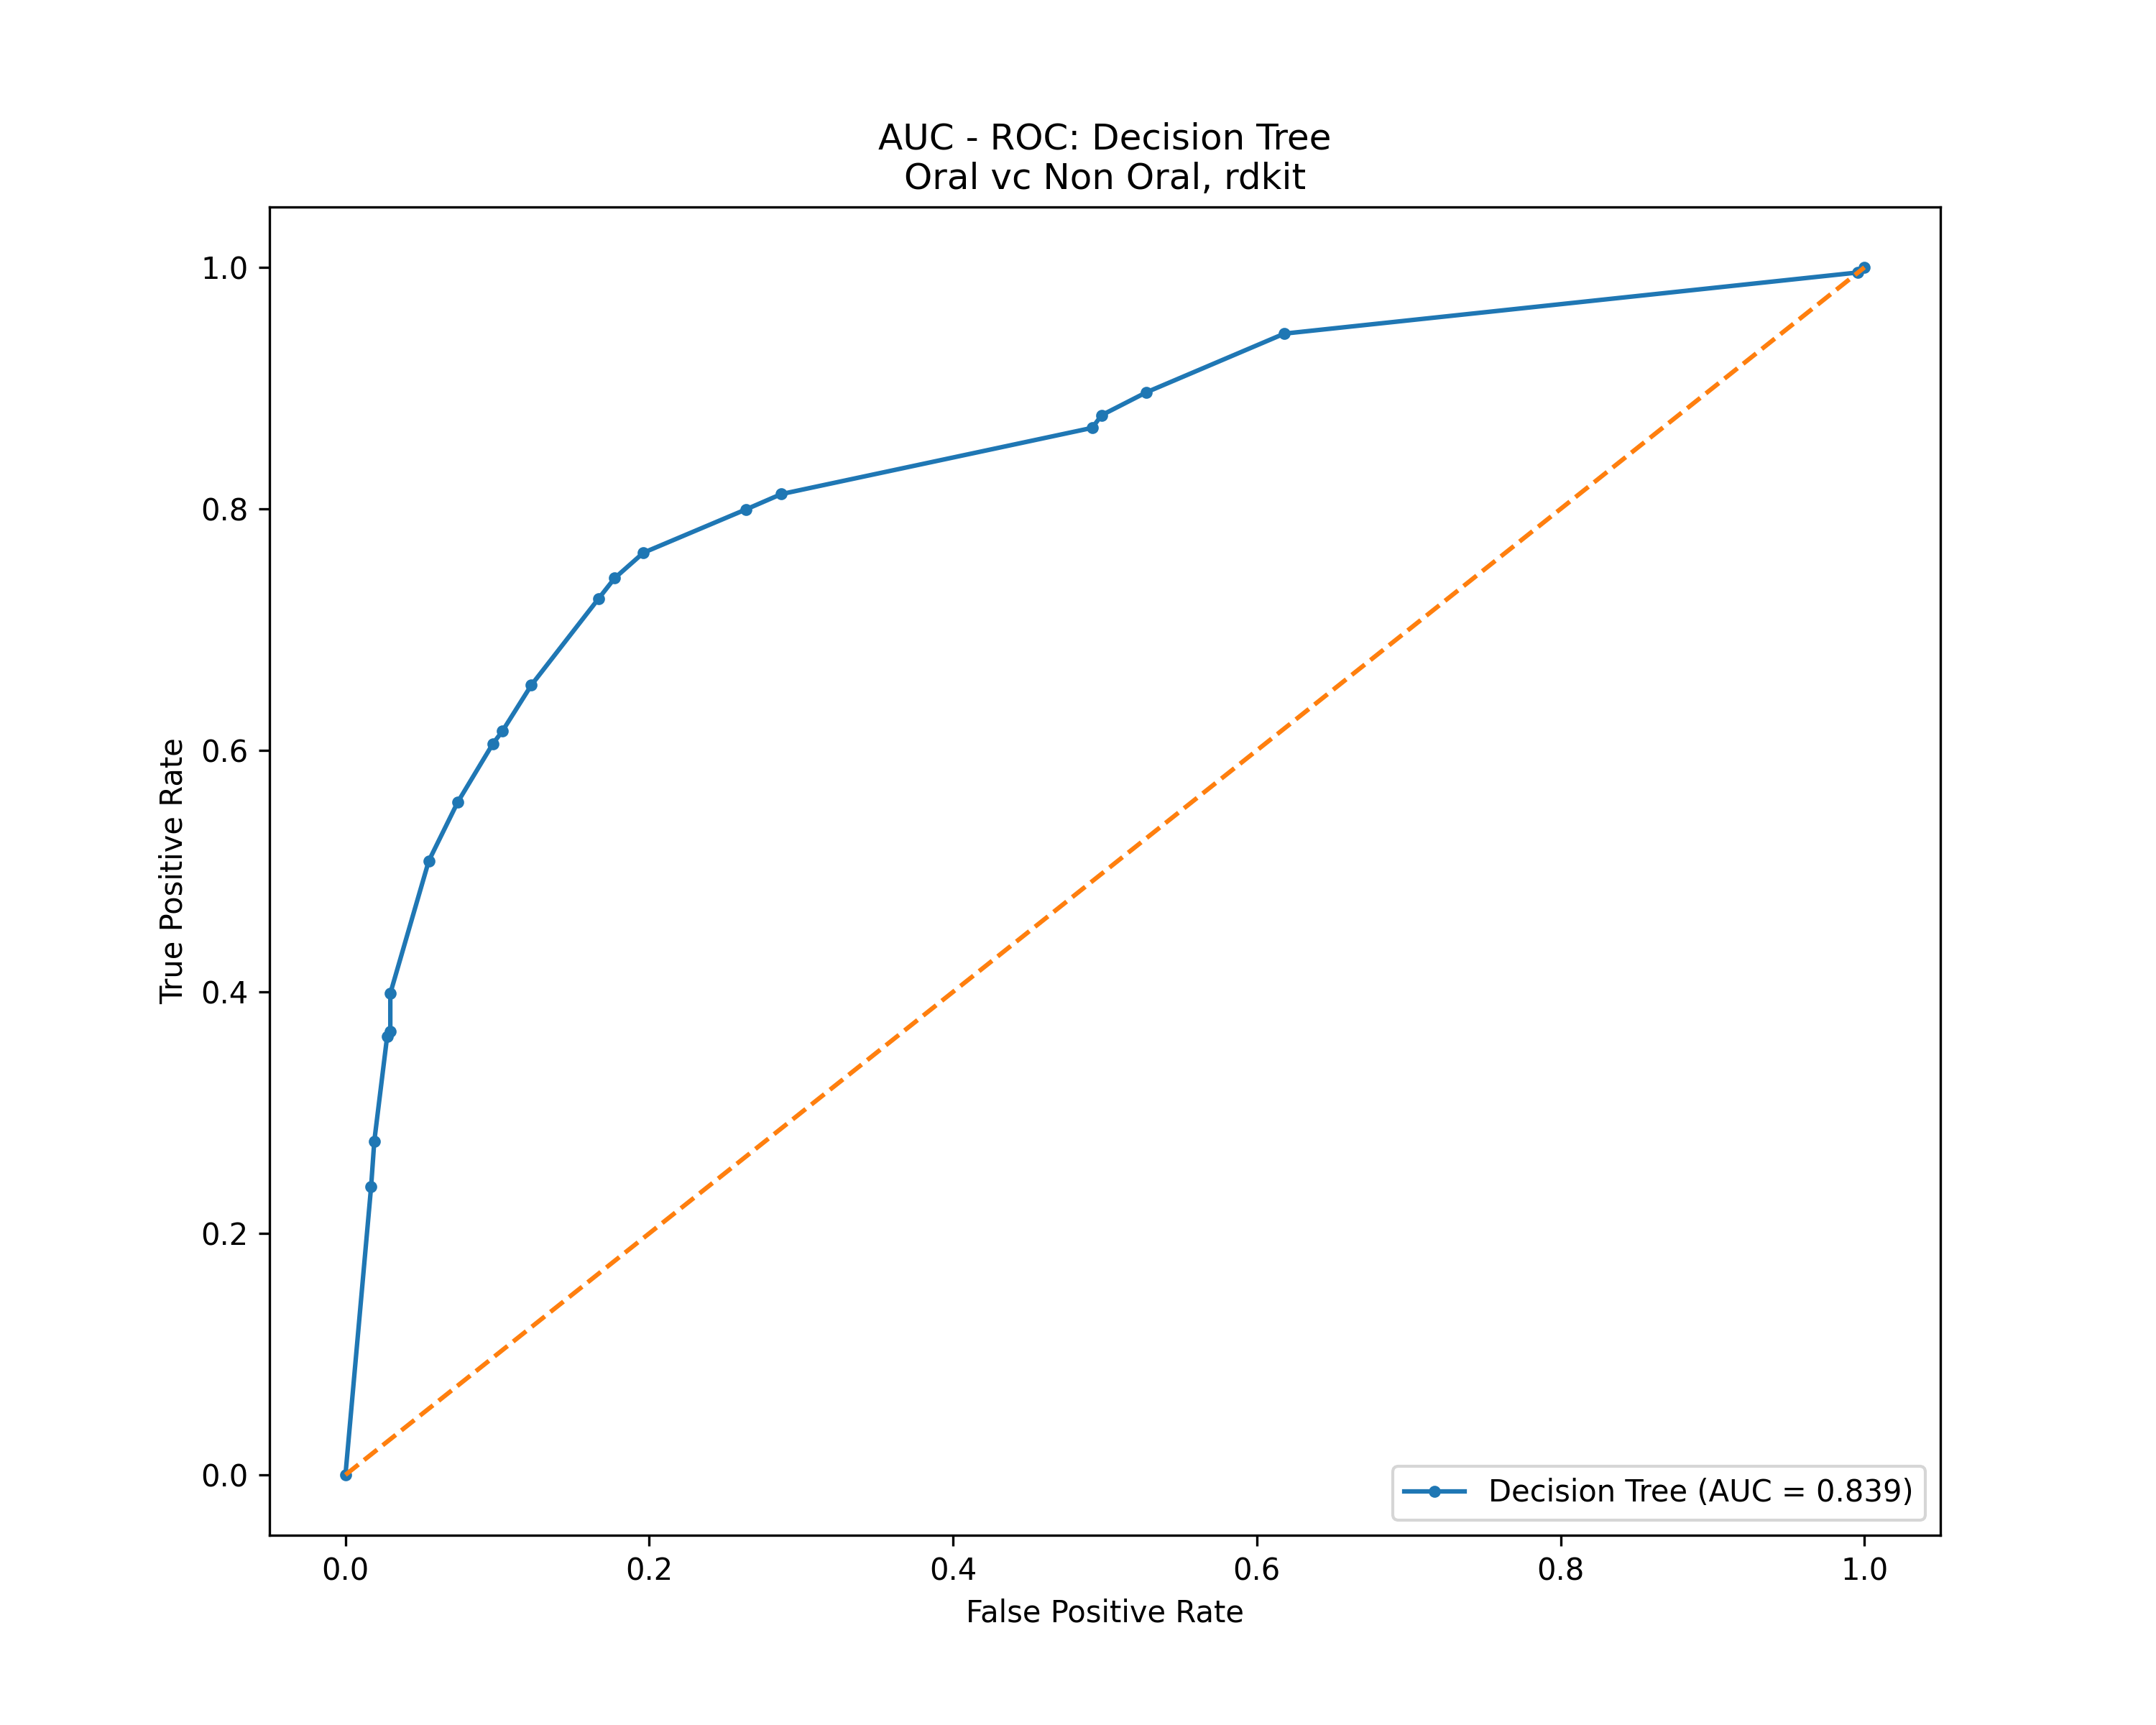 AUC - ROC: Decision Tree
Oral vc Non Oral, rdkit
1.0
0.8
0.6
0.4
0.2
0.0
True Positive Rate
Decision Tree (AUC = 0.839)
0.0 0.2 0.4 0.6 0.8 1.0
False Positive Rate